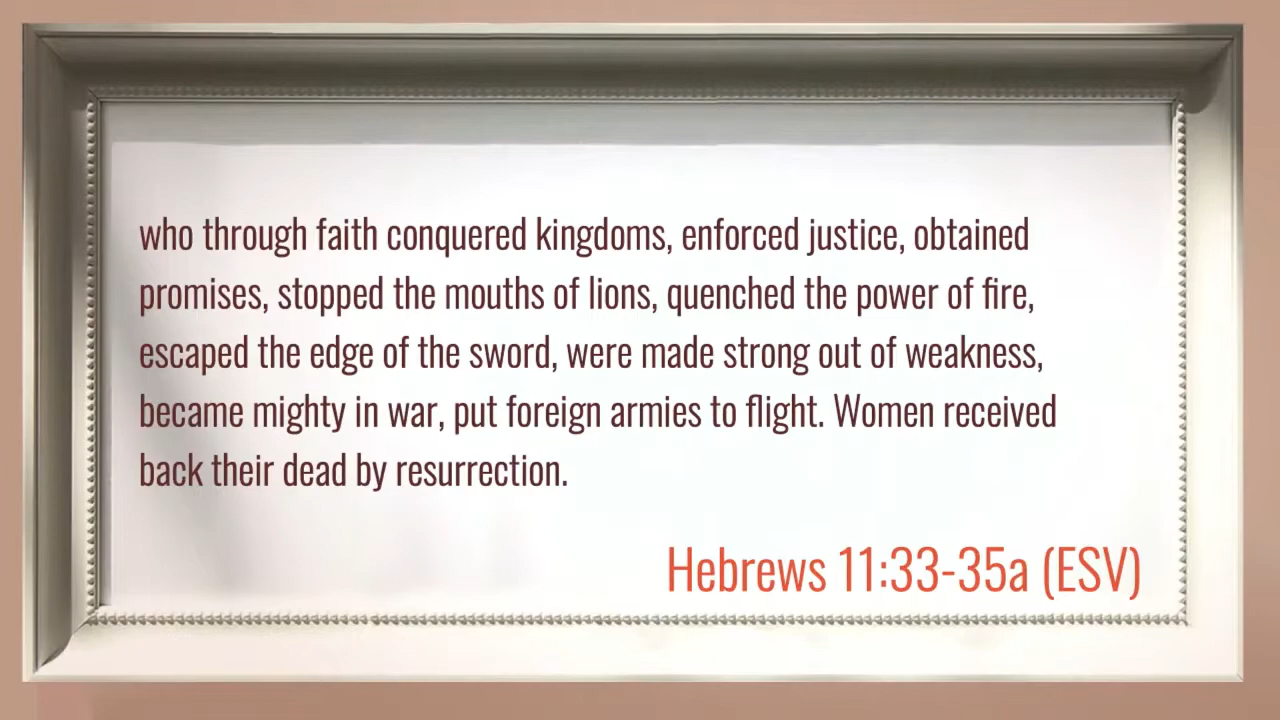 who through faith conquered kingdoms, enforced justice, obtained
promises, stopped the mouths of lions, quenched the power of fire,
escaped the edge of the sword, were made strong out of weakness,
became mighty in war, put foreign armies to flight. Women received
back their dead by resurrection.
Hebrews 11:33-35a (ESV)